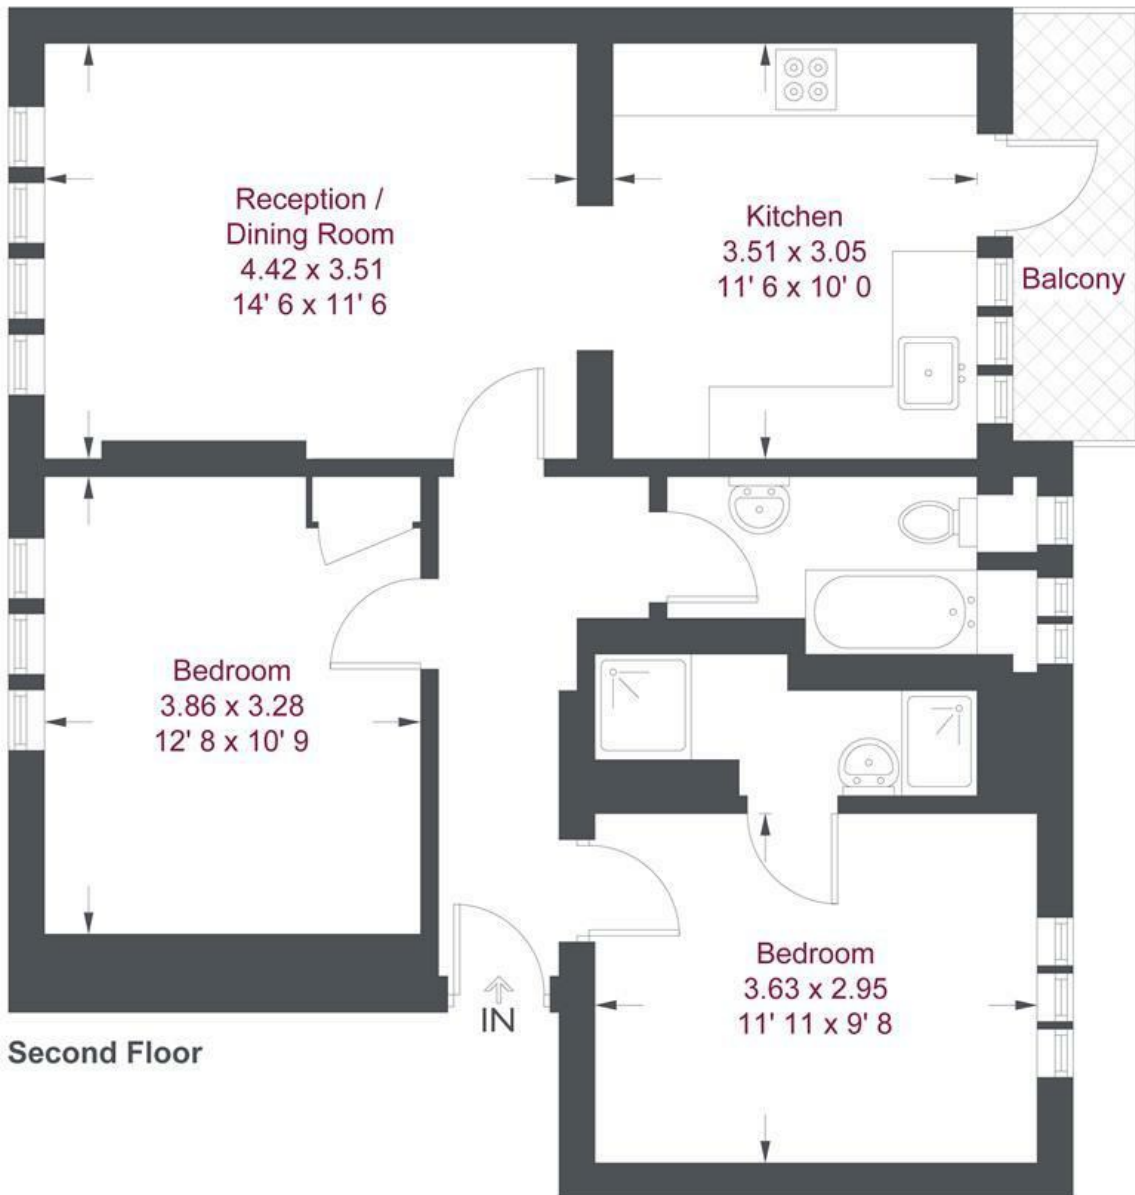 Reception /
Dining Room
4.42 x 3.51
14' 6 x 11' 6
Kitchen
3.51 x 3.05
11' 6 x 10' 0
Balcony
Bedroom
3.86 x 3.28
12' 8 x 10' 9
Bedroom
3.63 x 2.95
11' 11 x 9' 8
IN
Second Floor